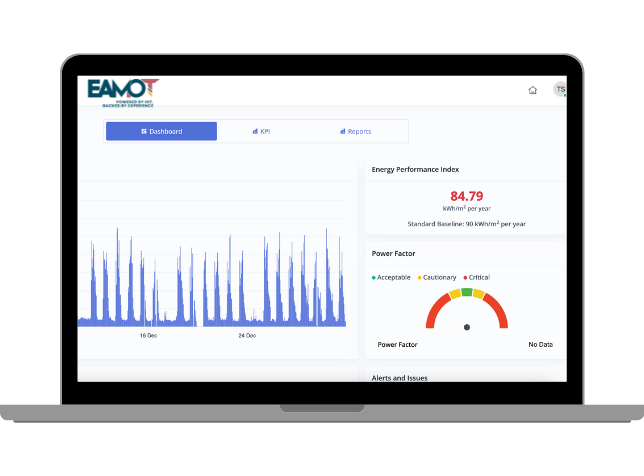 EAMOT
POWERED BY IOT,
BACKED BY EXPERIENCE
TS
Dashboard
KPI
Reports
Energy Performance Index
84.79
kWh/m² per year
Standard Baseline: 90 kWh/m² per year
Power Factor
Acceptable
Cautionary
Critical
Power Factor
No Data
16 Dec
24 Dec
Alerts and Issues